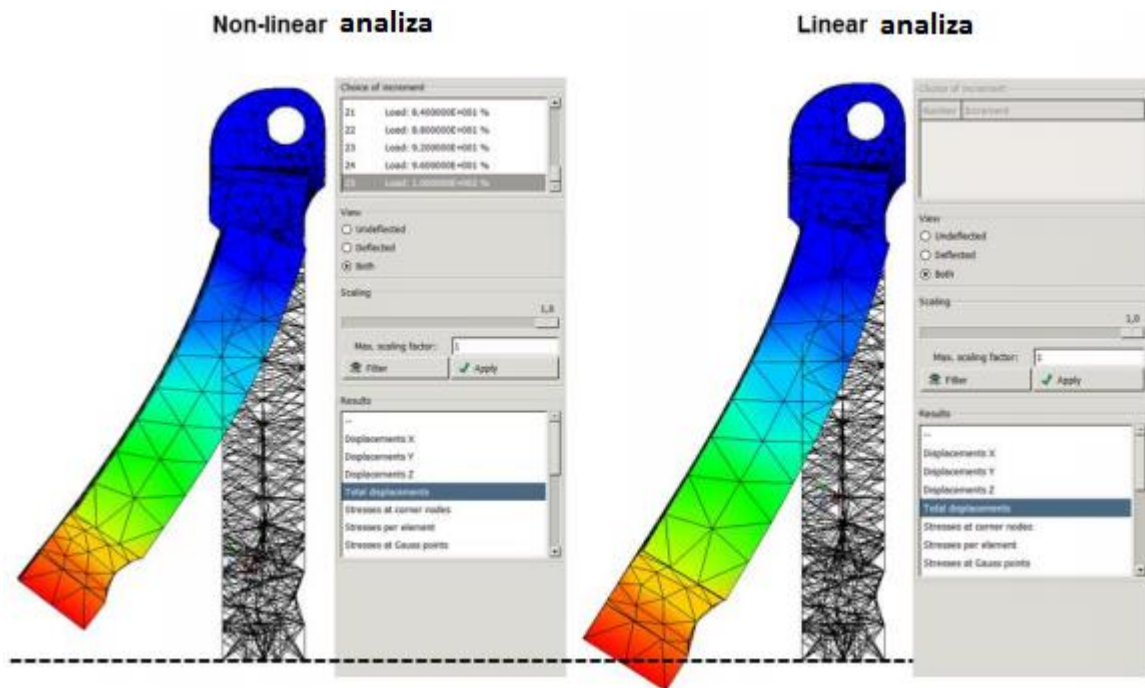 Non-linear analiza
Choice of increment
21 Load: 8.400000E+001 %
22 Load: 8.800000E+001 %
23 Load: 9.200000E+001 %
24 Load: 9.600000E+001 %
25 Load: 1.000000E+002 %
View
Undeflected
Deflected
Both
Scaling
1,0
Max. scaling factor: 1
Filter Apply
Results
--
Displacements X
Displacements Y
Displacements Z
Total displacements
Stresses at corner nodes
Stresses per element
Stresses at Gauss points
Linear analiza
Choice of increment
Number Increment
View
Undeflected
Deflected
Both
Scaling
1,0
Max. scaling factor: 1
Filter Apply
Results
--
Displacements X
Displacements Y
Displacements Z
Total displacements
Stresses at corner nodes
Stresses per element
Stresses at Gauss points